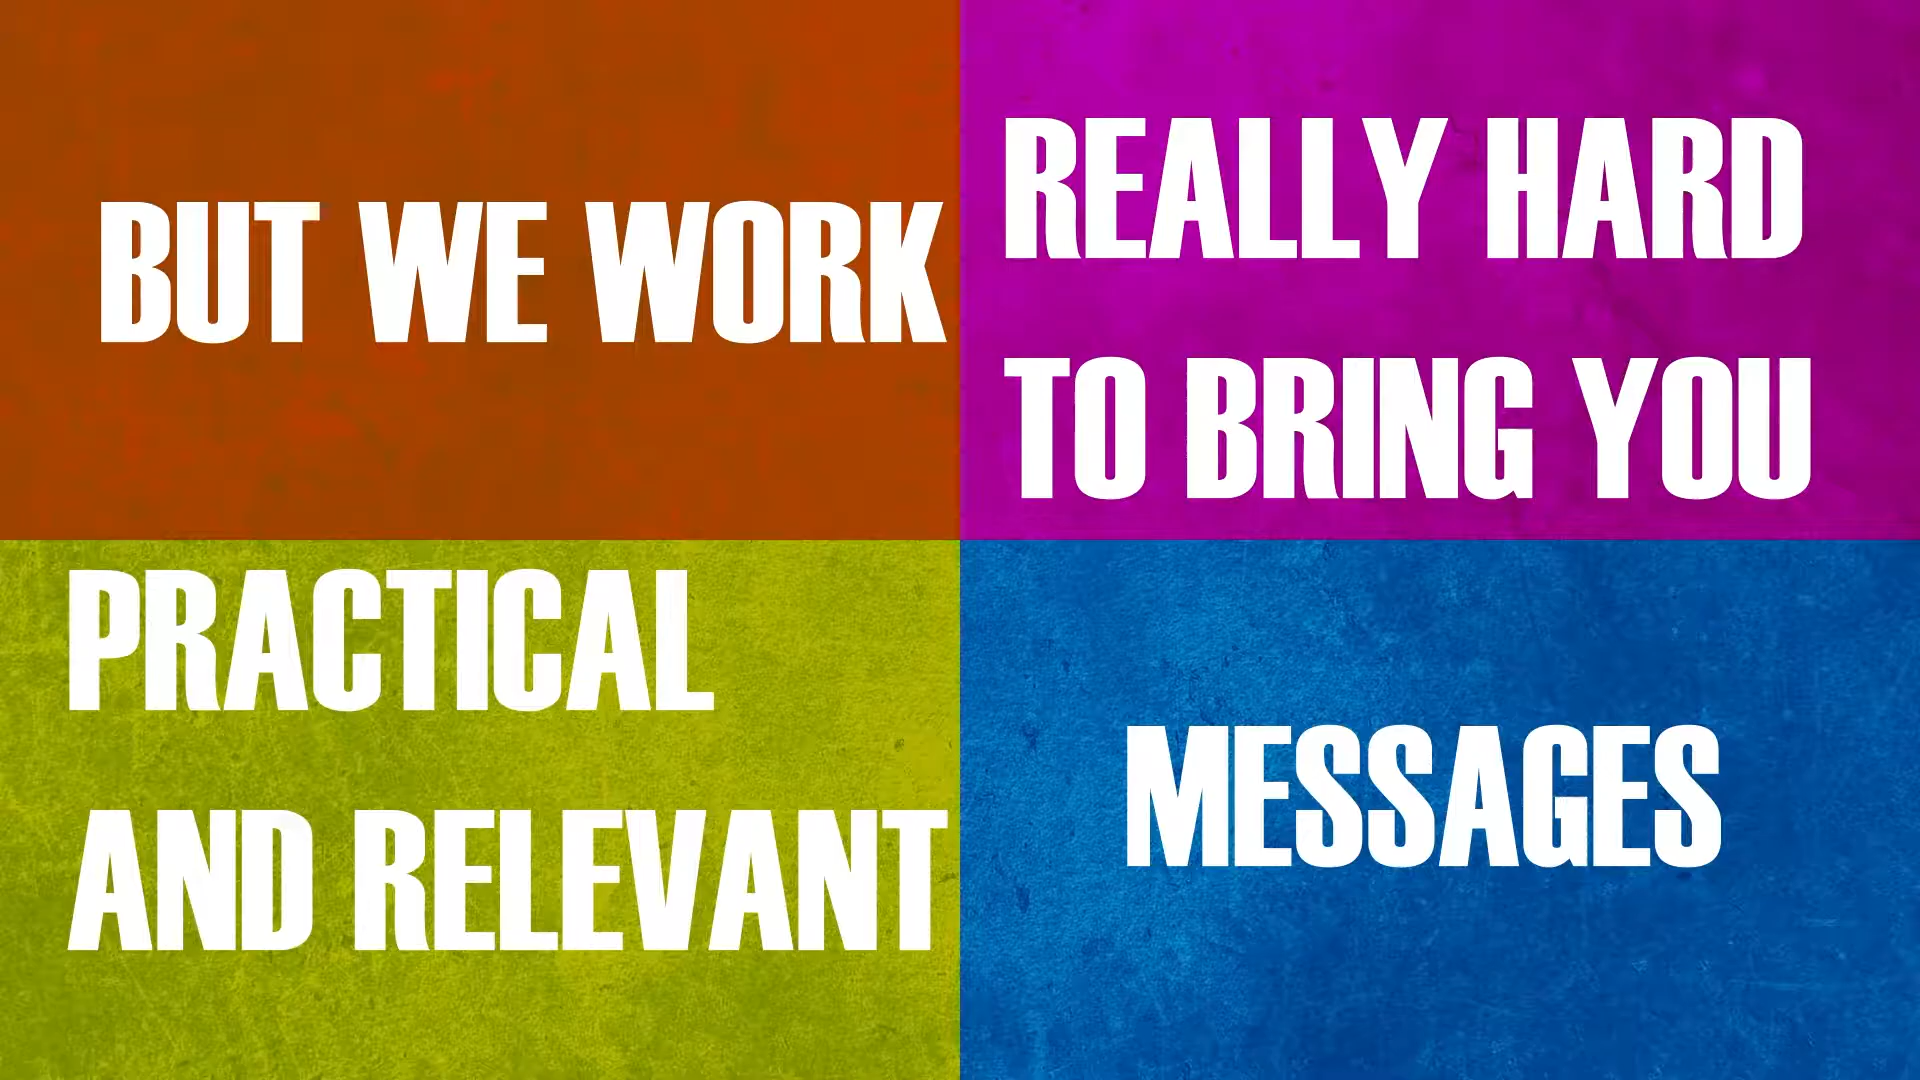 BUT WE WORK
REALLY HARD
TO BRING YOU
PRACTICAL
AND RELEVANT
MESSAGES